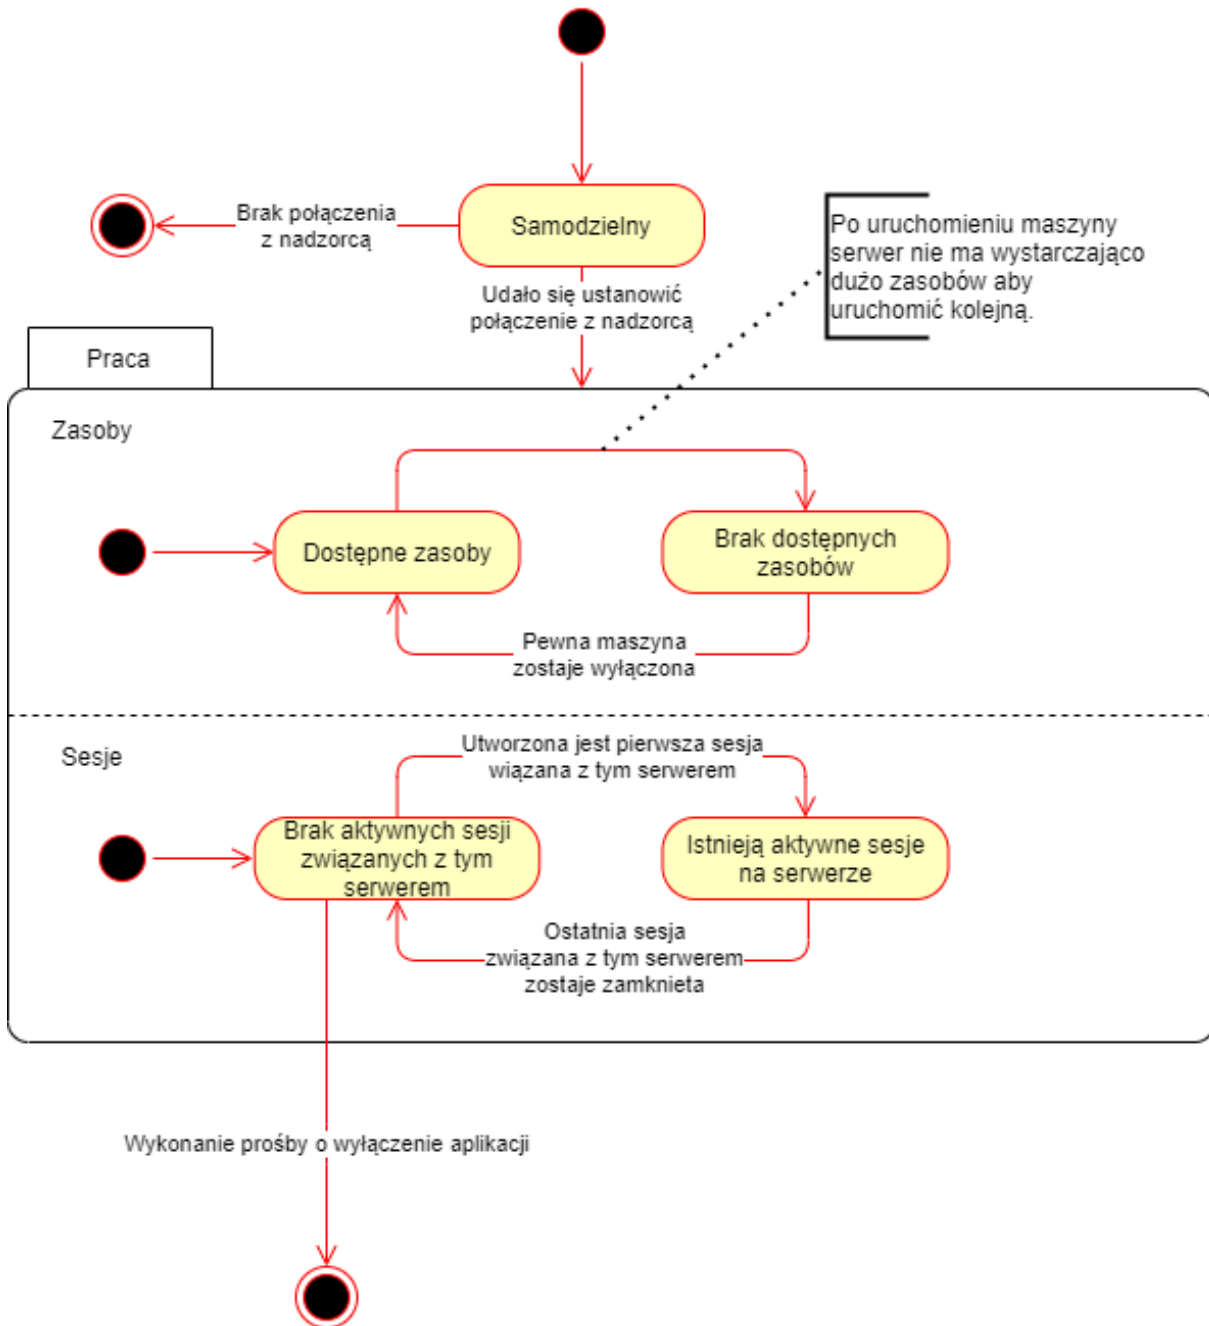 Brak połączenia
z nadzorcą
Samodzielny
Po uruchomieniu maszyny
serwer nie ma wystarczająco
dużo zasobów aby
uruchomić kolejną.
Udało się ustanowić
połączenie z nadzorcą
Praca
Zasoby
Dostępne zasoby
Brak dostępnych
zasobów
Pewna maszyna
zostaje wyłączona
Sesje
Utworzona jest pierwsza sesja
wiązana z tym serwerem
Brak aktywnych sesji
związanych z tym
serwerem
Istnieją aktywne sesje
na serwerze
Ostatnia sesja
związana z tym serwerem
zostaje zamknieta
Wykonanie prośby o wyłączenie aplikacji